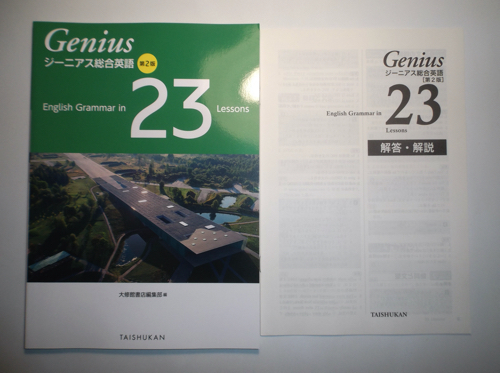 Genius
ジーニアス総合英語 第2版
English Grammar in 23 Lessons
大修館書店編集部 編
TAISHUKAN
Genius
ジーニアス総合英語
[第2版]
English Grammar in 23
Lessons
解答・解説
TAISHUKAN